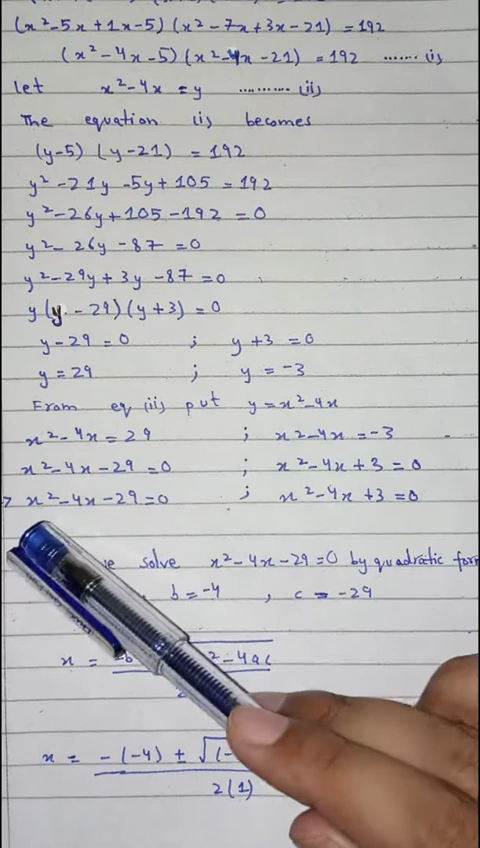 (x²-5x+1x-5) (x²-7x+3x-21) =192
(x²-4x-5) (x²-4x-21) =192 ....... (i)
let x²-4x =y .......... (ii)
The equation (i) becomes
(y-5) (y-21) =192
y²-21y-5y+105 =192
y²-26y+105-192 =0
y²-26y-87 =0
y²-29y+3y-87=0
y(y-29)(y+3)=0
y-29=0 ; y+3=0
y=29 ; y=-3
From eq (ii) put y=x²-4x
x²-4x=29 ; x²-4x=-3
x²-4x-29=0 ; x²-4x+3=0
x²-4x-29=0 ; x²-4x+3=0
solve x²-4x-29=0 by quadratic
b=-4 , c=-29
x = -b 2-4ac
x = -(-4) ± √(-
2(1)